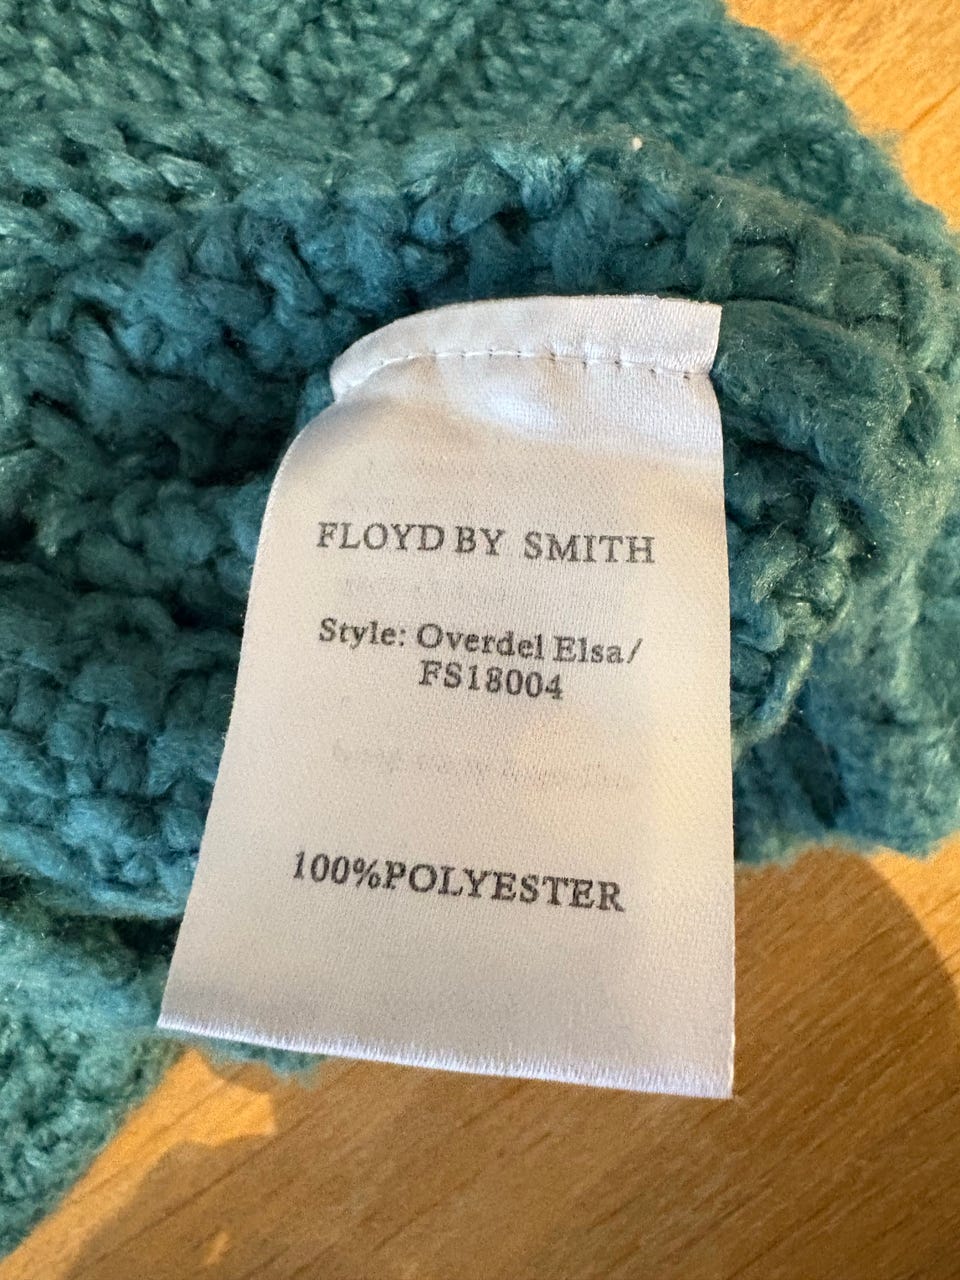 FLOYD BY SMITH
Style: Overdel Elsa/
FS18004
100%POLYESTER